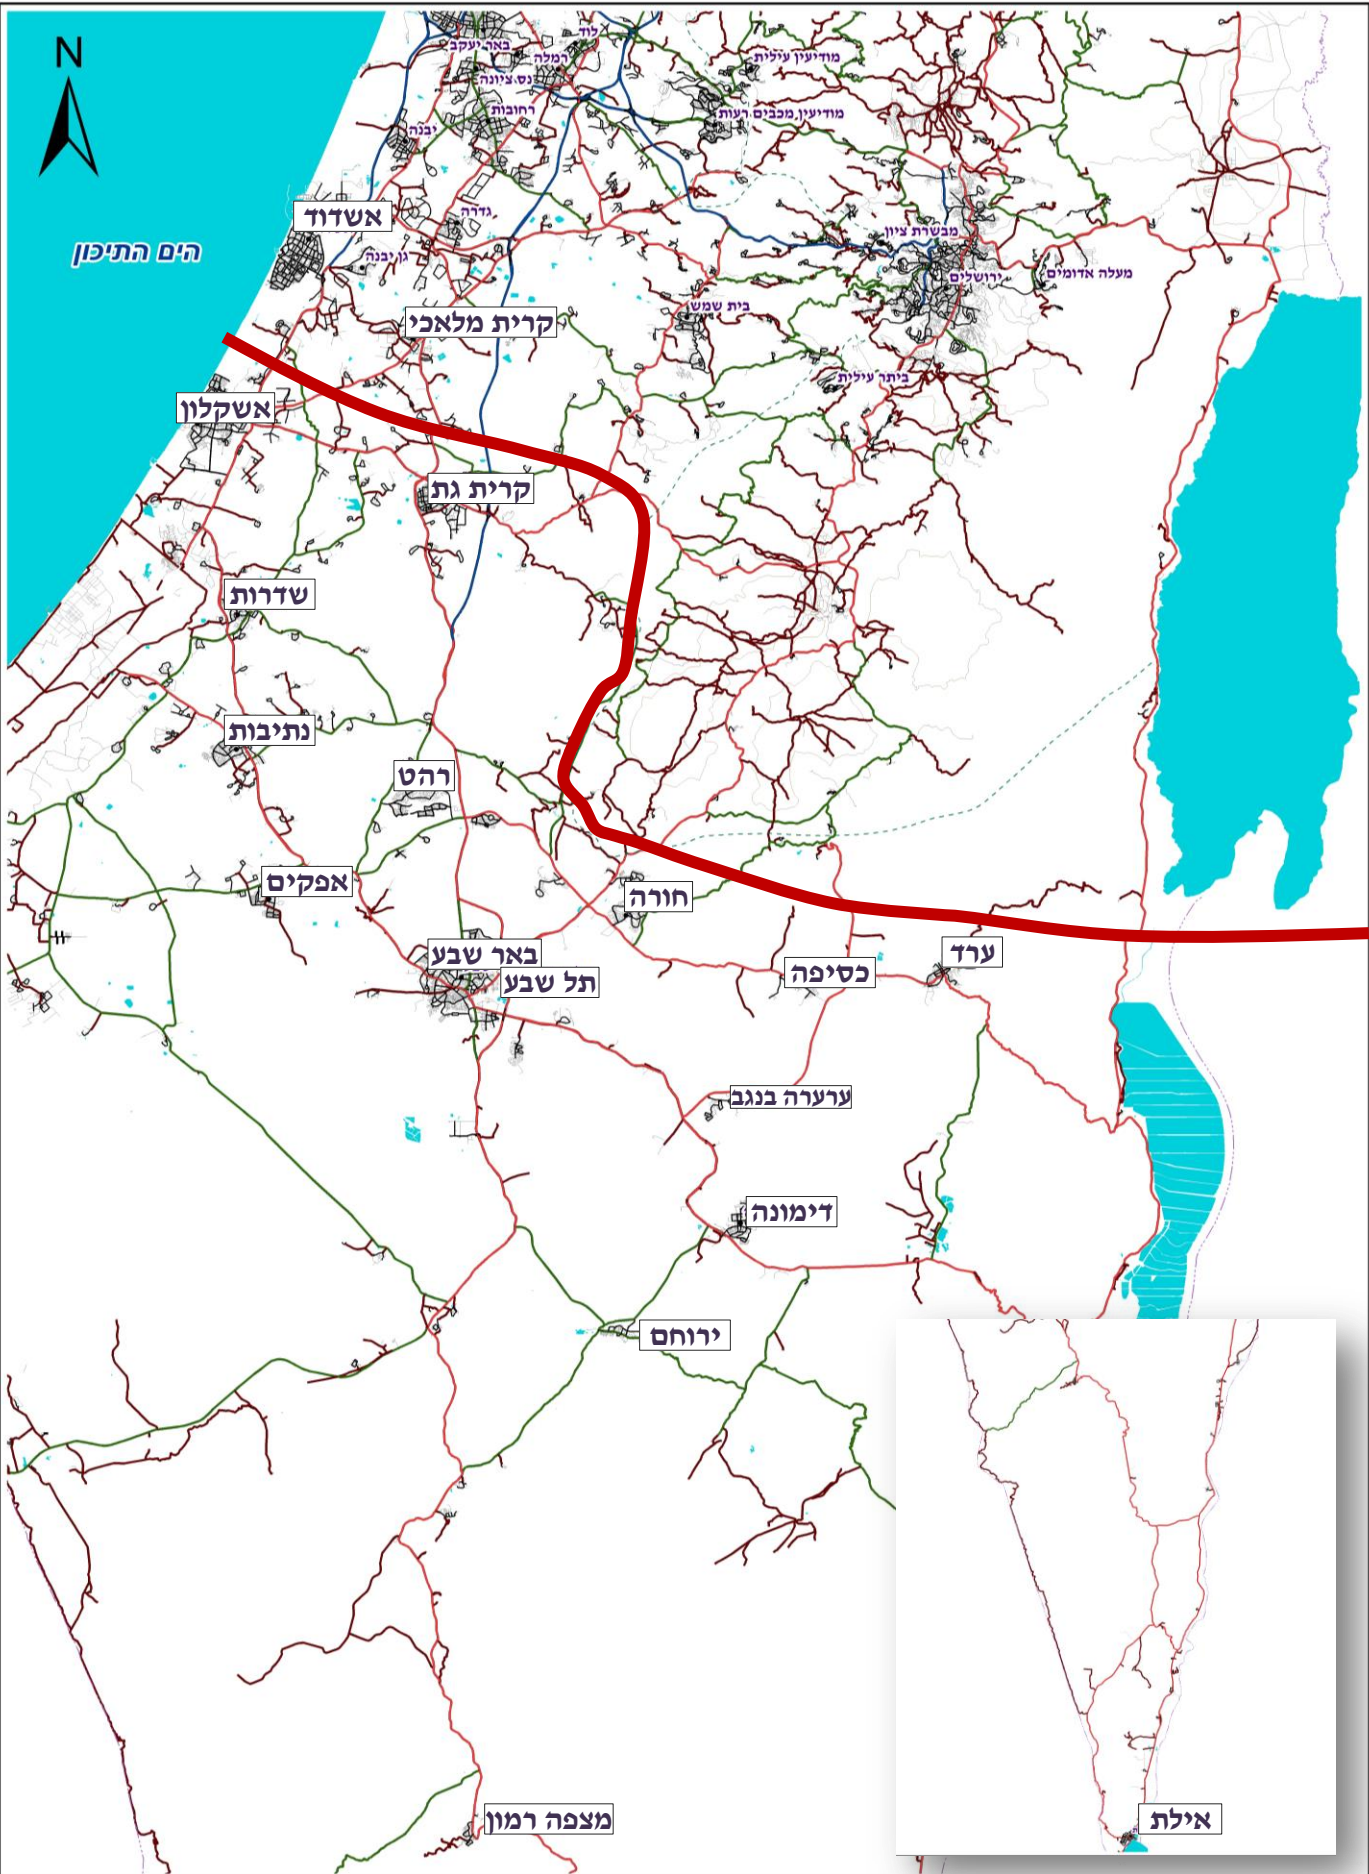 N
לוד
באר יעקב
רמלה
מודיעין עילית
נס ציונה
רחובות
מודיעין מכבים רעות
יבנה
אשדוד
גדרה
מבשרת ציון
הים התיכון
גן יבנה
מעלה אדומים
ירושלים
בית שמש
קרית מלאכי
ביתר עילית
אשקלון
קרית גת
שדרות
נתיבות
רהט
אפקים
חורה
באר שבע
ערד
תל שבע
כסיפה
ערערה בנגב
דימונה
ירוחם
מצפה רמון
אילת